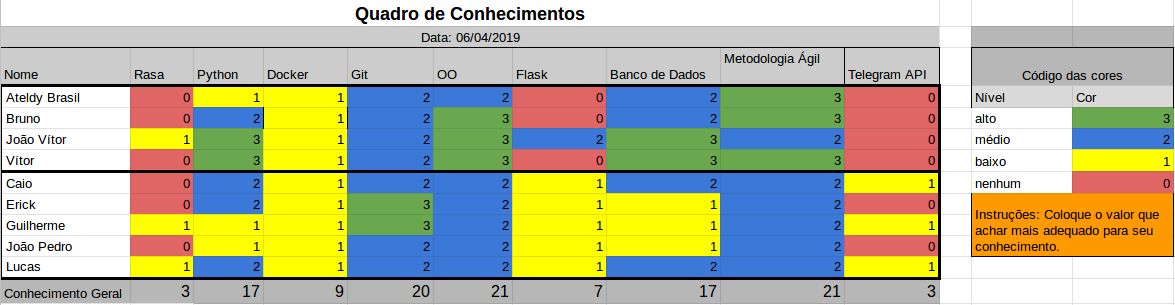 Quadro de Conhecimentos
Data: 06/04/2019
Nome Rasa Python Docker Git OO Flask Banco de Dados Metodologia Ágil Telegram API
Ateldy Brasil 0 1 1 2 2 0 2 3 0
Bruno 0 2 1 2 3 0 2 3 0
João Vítor 1 3 1 2 3 2 3 3 0
Vítor 0 3 1 2 3 0 3 3 0
Caio 0 2 1 2 2 1 2 2 1
Erick 0 2 1 3 2 1 1 2 0
Guilherme 1 1 1 3 2 1 1 2 1
João Pedro 0 1 1 2 2 1 1 2 0
Lucas 1 2 1 2 2 1 2 2 1
Conhecimento Geral 3 17 9 20 21 7 17 21 3
Código das cores
Nível Cor
alto 3
médio 2
baixo 1
nenhum 0
Instruções: Coloque o valor que
achar mais adequado para seu
conhecimento.